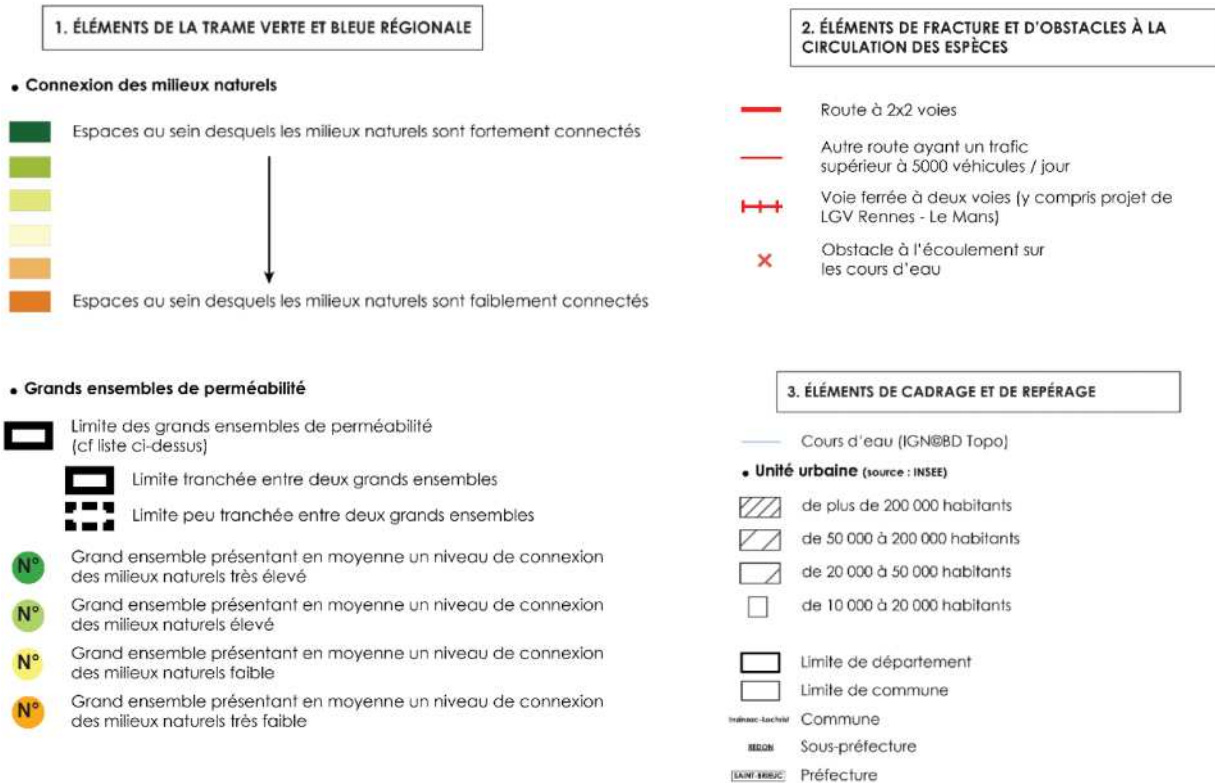 1. ÉLÉMENTS DE LA TRAME VERTE ET BLEUE RÉGIONALE
• Connexion des milieux naturels
Espaces au sein desquels les milieux naturels sont fortement connectés
Espaces au sein desquels les milieux naturels sont faiblement connectés
• Grands ensembles de perméabilité
Limite des grands ensembles de perméabilité
(cf liste ci-dessus)
Limite tranchée entre deux grands ensembles
Limite peu tranchée entre deux grands ensembles
N° Grand ensemble présentant en moyenne un niveau de connexion
des milieux naturels très élevé
N° Grand ensemble présentant en moyenne un niveau de connexion
des milieux naturels élevé
N° Grand ensemble présentant en moyenne un niveau de connexion
des milieux naturels faible
N° Grand ensemble présentant en moyenne un niveau de connexion
des milieux naturels très faible
2. ÉLÉMENTS DE FRACTURE ET D'OBSTACLES À LA
CIRCULATION DES ESPÈCES
Route à 2x2 voies
Autre route ayant un trafic
supérieur à 5000 véhicules / jour
Voie ferrée à deux voies (y compris projet de
LGV Rennes - Le Mans)
Obstacle à l'écoulement sur
les cours d'eau
3. ÉLÉMENTS DE CADRAGE ET DE REPÉRAGE
Cours d'eau (IGN©BD Topo)
• Unité urbaine (source : INSEE)
de plus de 200 000 habitants
de 50 000 à 200 000 habitants
de 20 000 à 50 000 habitants
de 10 000 à 20 000 habitants
Limite de département
Limite de commune
Commune
REDON Sous-préfecture
SAINT-BRIEUC Préfecture